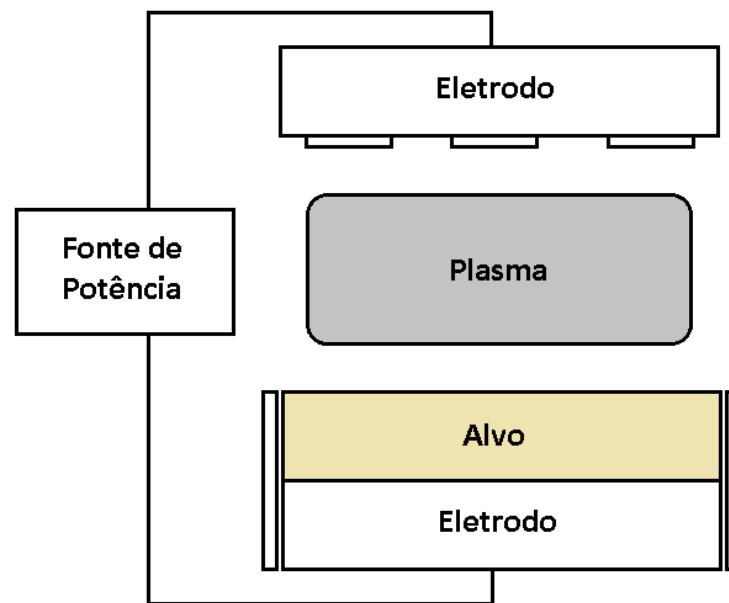 Eletrodo
Fonte de
Potência
Plasma
Alvo
Eletrodo